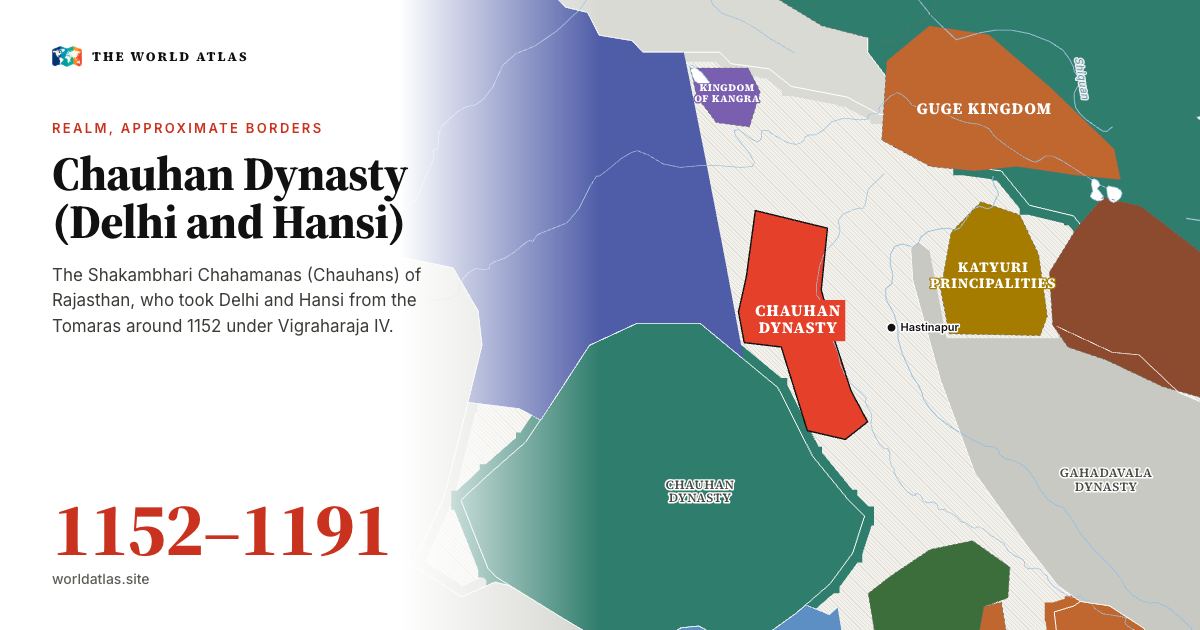 THE WORLD ATLAS
REALM, APPROXIMATE BORDERS
Chauhan Dynasty
(Delhi and Hansi)
The Shakambhari Chahamanas (Chauhans) of
Rajasthan, who took Delhi and Hansi from the
Tomaras around 1152 under Vigraharaja IV.
1152–1191
worldatlas.site
KINGDOM
OF KANGRA
GUGE KINGDOM
Shiquan
KATYURI
PRINCIPALITIES
CHAUHAN
DYNASTY
Hastinapur
CHAUHAN
DYNASTY
GAHADAVALA
DYNASTY